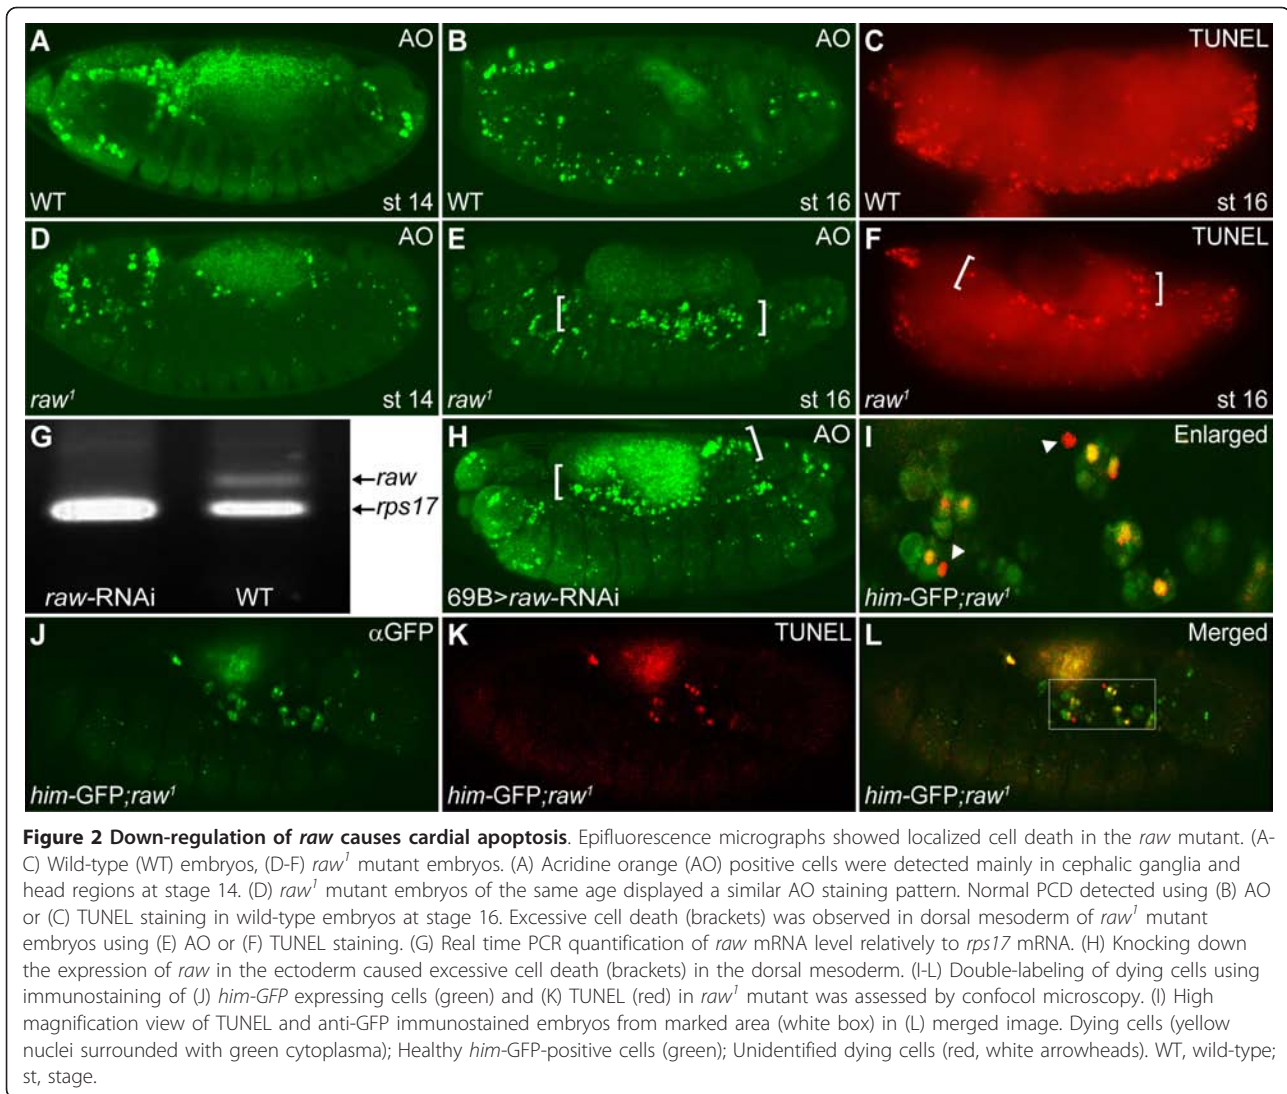 A AO
WT st 14
B AO
WT st 16
C TUNEL
WT st 16
D AO
raw¹ st 14
E AO
[ ]
raw¹ st 16
F TUNEL
[ ]
raw¹ st 16
G
←raw
←rps17
raw-RNAi WT
H AO
[ ]
69B>raw-RNAi
I Enlarged
him-GFP;raw¹
J αGFP
him-GFP;raw¹
K TUNEL
him-GFP;raw¹
L Merged
him-GFP;raw¹
Figure 2 Down-regulation of raw causes cardial apoptosis. Epifluorescence micrographs showed localized cell death in the raw mutant. (A-
C) Wild-type (WT) embryos, (D-F) raw¹ mutant embryos. (A) Acridine orange (AO) positive cells were detected mainly in cephalic ganglia and
head regions at stage 14. (D) raw¹ mutant embryos of the same age displayed a similar AO staining pattern. Normal PCD detected using (B) AO
or (C) TUNEL staining in wild-type embryos at stage 16. Excessive cell death (brackets) was observed in dorsal mesoderm of raw¹ mutant
embryos using (E) AO or (F) TUNEL staining. (G) Real time PCR quantification of raw mRNA level relatively to rps17 mRNA. (H) Knocking down
the expression of raw in the ectoderm caused excessive cell death (brackets) in the dorsal mesoderm. (I-L) Double-labeling of dying cells using
immunostaining of (J) him-GFP expressing cells (green) and (K) TUNEL (red) in raw¹ mutant was assessed by confocol microscopy. (I) High
magnification view of TUNEL and anti-GFP immunostained embryos from marked area (white box) in (L) merged image. Dying cells (yellow
nuclei surrounded with green cytoplasma); Healthy him-GFP-positive cells (green); Unidentified dying cells (red, white arrowheads). WT, wild-type;
st, stage.